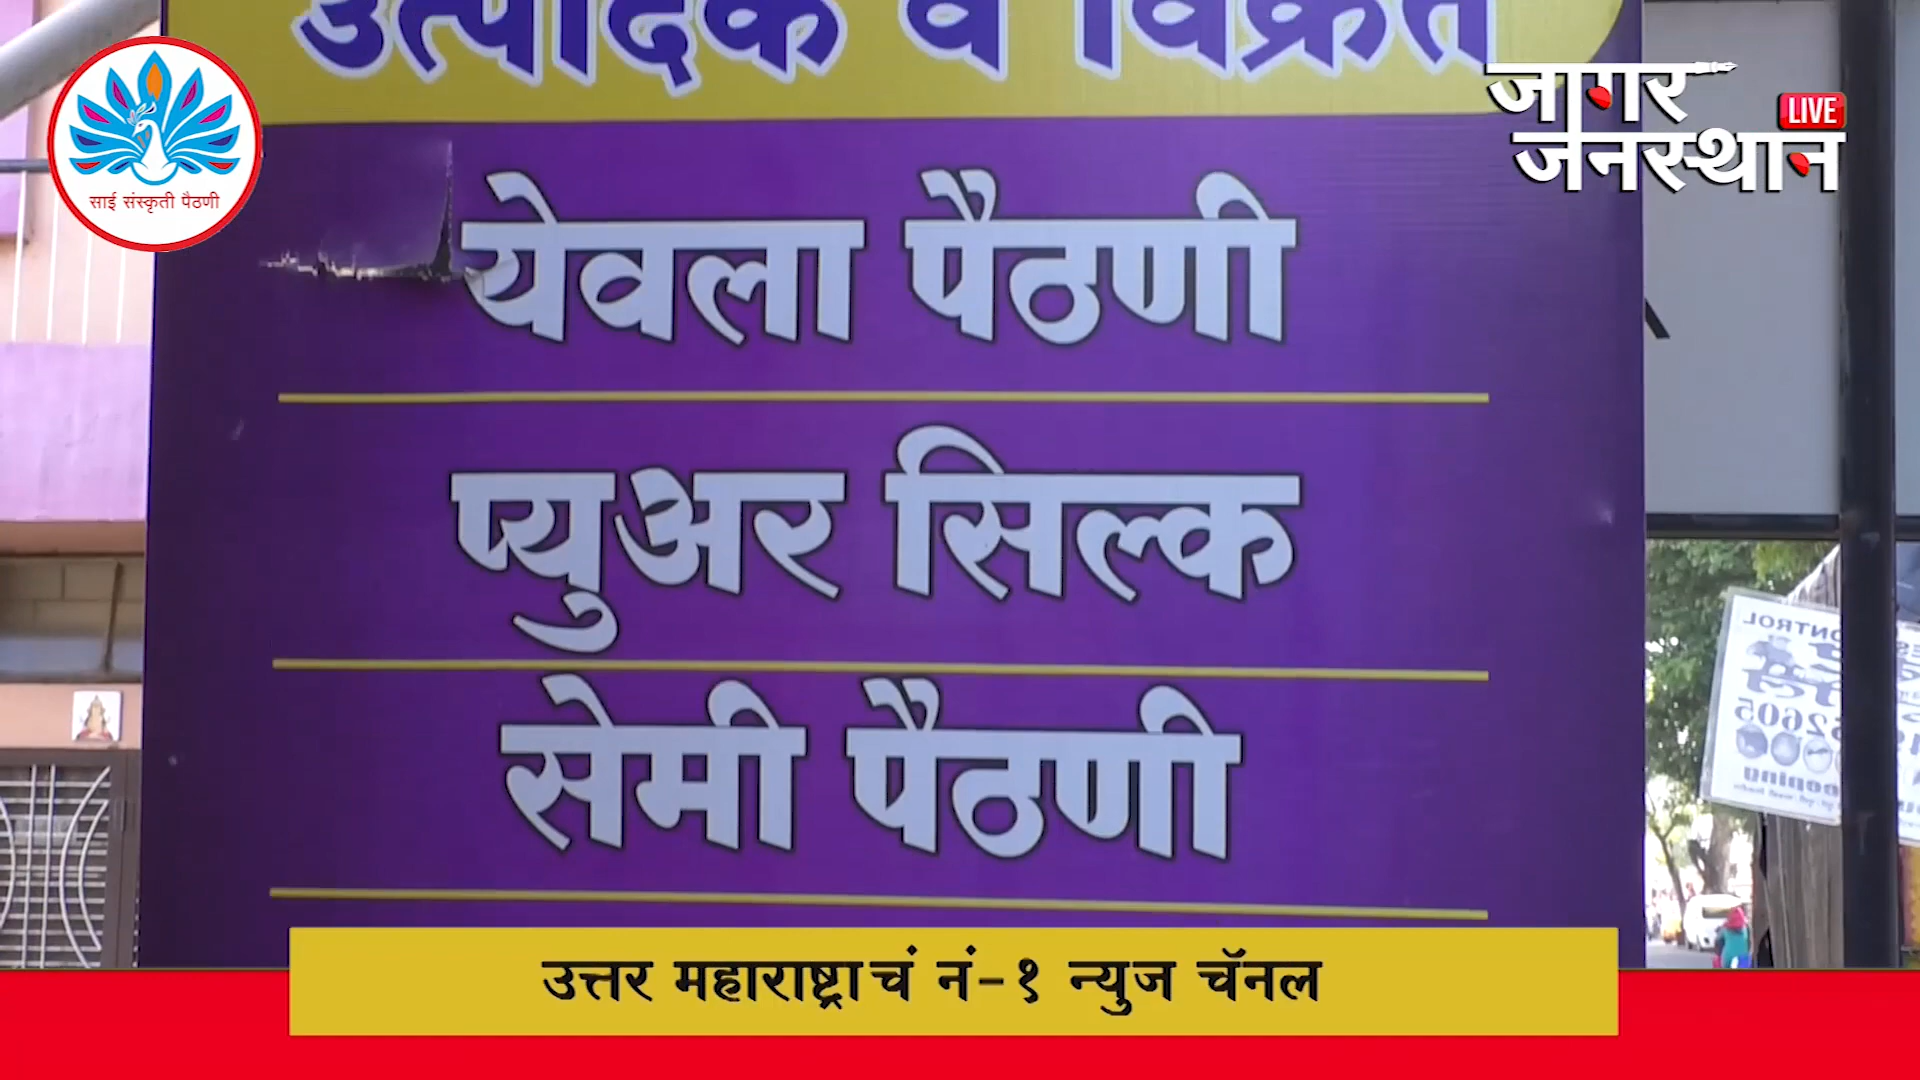 उत्पादक व विक्रेते
साई संस्कृती पैठणी
जागर
जनस्थान
LIVE
येवला पैठणी
प्युअर सिल्क
सेमी पैठणी
उत्तर महाराष्ट्राचं नं-१ न्युज चॅनल